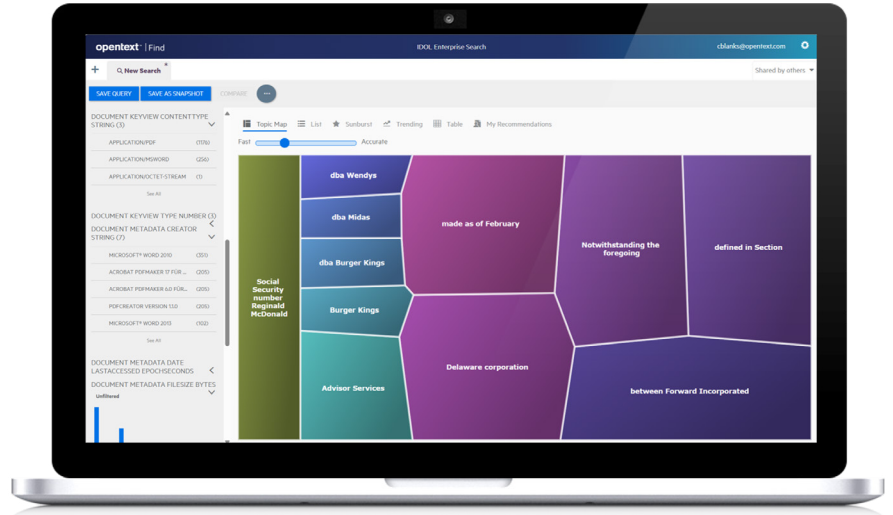 opentext™ | Find
IDOL Enterprise Search
cblanks@opentext.com
+
New Search
×
Shared by others
SAVE QUERY
SAVE AS SNAPSHOT
COMPARE
...
DOCUMENT KEYVIEW CONTENTTYPE
STRING (3)
APPLICATION/PDF (1176)
APPLICATION/MSWORD (256)
APPLICATION/OCTET-STREAM (1)
See All
DOCUMENT KEYVIEW TYPE NUMBER (3)
DOCUMENT METADATA CREATOR
STRING (7)
MICROSOFT® WORD 2010 (351)
ACROBAT PDFMAKER 17 FÜR ... (205)
ACROBAT PDFMAKER 6.0 FÜR... (205)
PDFCREATOR VERSION 1.5.0 (205)
MICROSOFT® WORD 2013 (102)
See All
DOCUMENT METADATA DATE
LASTACCESSED EPOCHSECONDS
DOCUMENT METADATA FILESIZE BYTES
Unfiltered
Topic Map
List
Sunburst
Trending
Table
My Recommendations
Fast
Accurate
Social
Security
number
Reginald
McDonald
dba Wendys
dba Midas
dba Burger Kings
Burger Kings
Advisor Services
made as of February
Delaware corporation
Notwithstanding the
foregoing
defined in Section
between Forward Incorporated